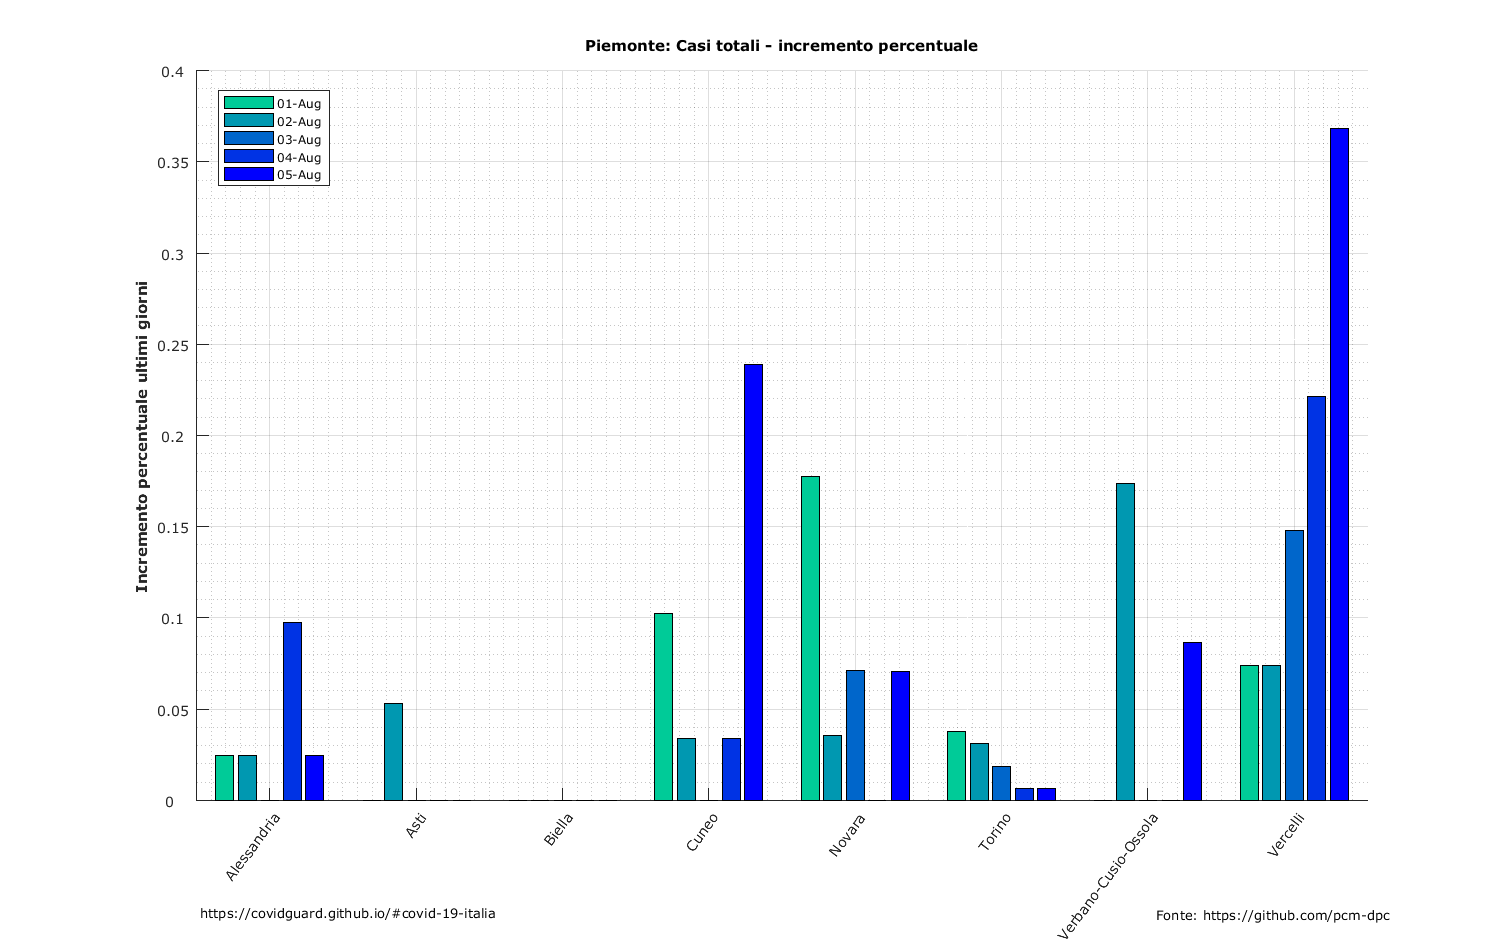 Piemonte: Casi totali - incremento percentuale
0.4
0.35
0.3
0.25
0.2
0.15
0.1
0.05
0
Incremento percentuale ultimi giorni
01-Aug
02-Aug
03-Aug
04-Aug
05-Aug
Alessandria
Asti
Biella
Cuneo
Novara
Torino
Verbano-Cusio-Ossola
Vercelli
https://covidguard.github.io/#covid-19-italia
Fonte: https://github.com/pcm-dpc